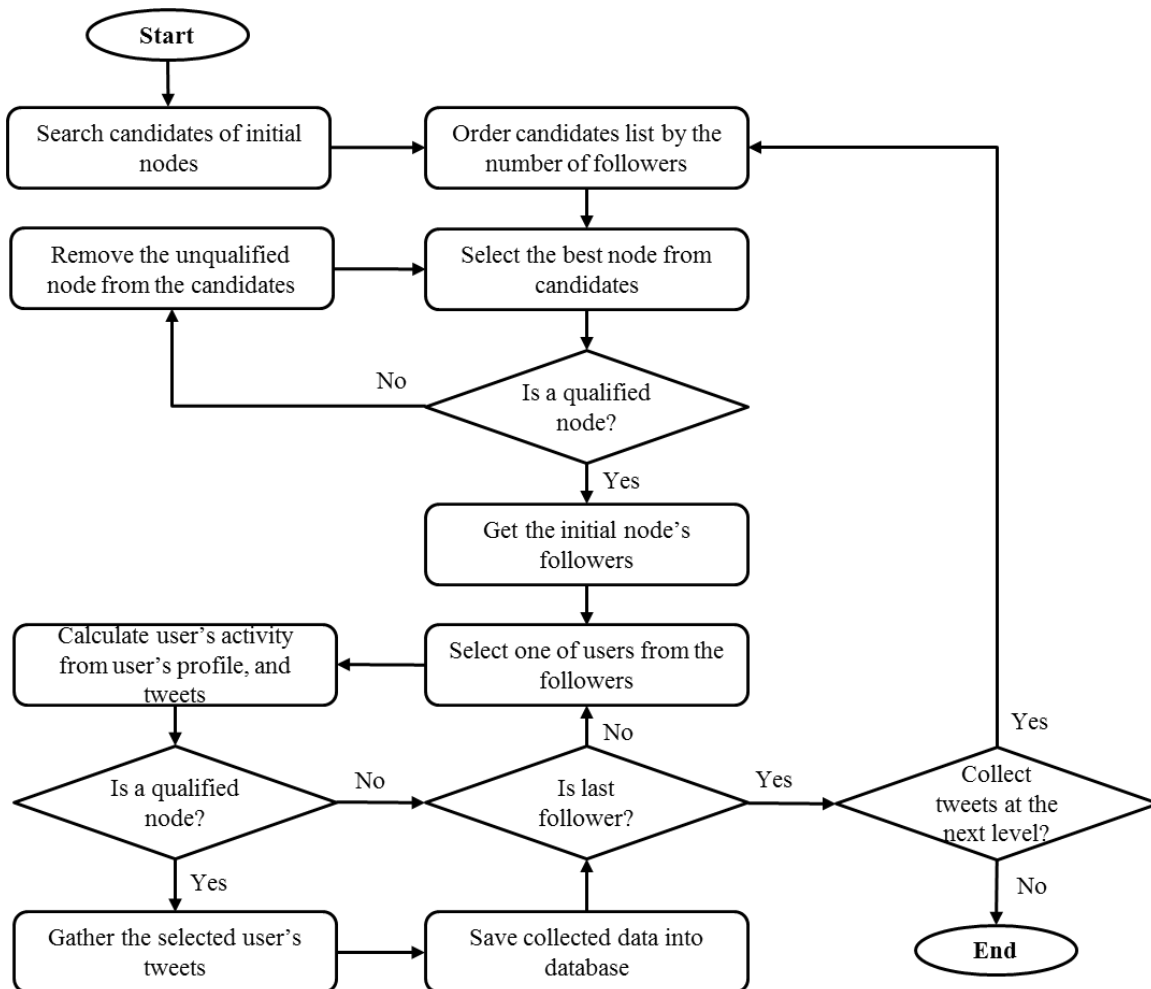 Start
Search candidates of initial
nodes
Order candidates list by the
number of followers
Remove the unqualified
node from the candidates
Select the best node from
candidates
No
Is a qualified
node?
Yes
Get the initial node's
followers
Calculate user's activity
from user's profile, and
tweets
Select one of users from the
followers
No
Yes
Is a qualified
node?
No
Is last
follower?
Yes
Collect
tweets at the
next level?
Yes
No
Gather the selected user's
tweets
Save collected data into
database
End